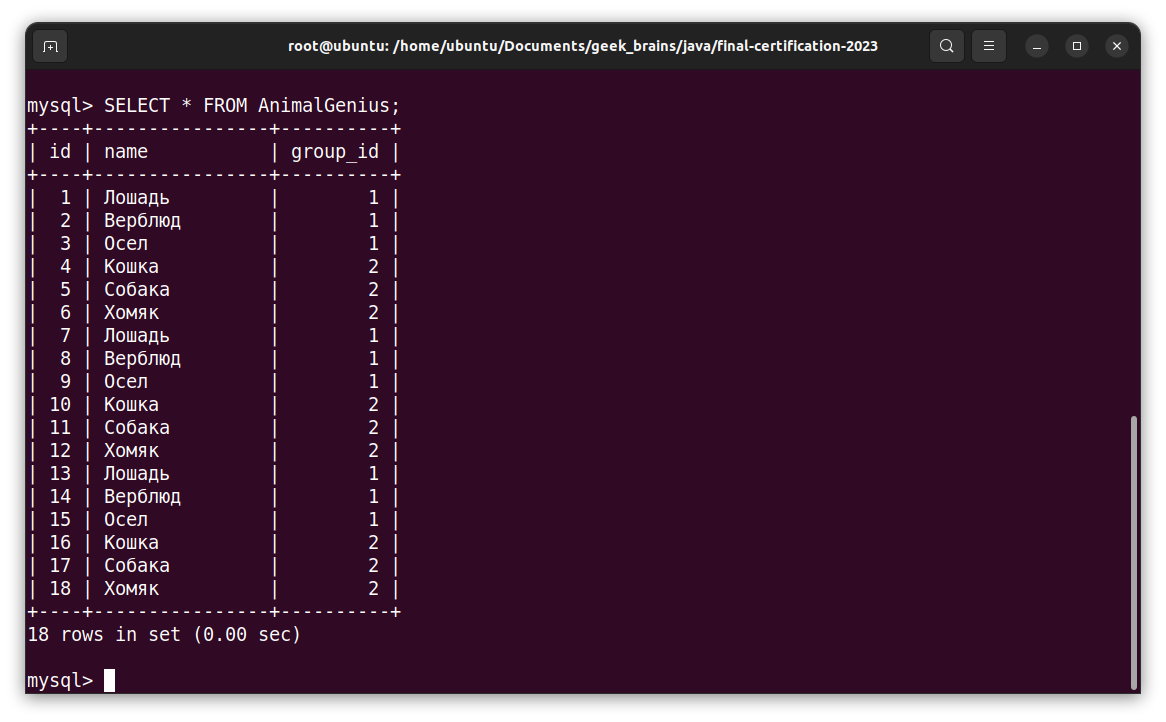 root@ubuntu: /home/ubuntu/Documents/geek_brains/java/final-certification-2023
mysql> SELECT * FROM AnimalGenius;
+----+----------------+----------+
| id | name           | group_id |
+----+----------------+----------+
|  1 | Лошадь         |        1 |
|  2 | Верблюд        |        1 |
|  3 | Осел           |        1 |
|  4 | Кошка          |        2 |
|  5 | Собака         |        2 |
|  6 | Хомяк          |        2 |
|  7 | Лошадь         |        1 |
|  8 | Верблюд        |        1 |
|  9 | Осел           |        1 |
| 10 | Кошка          |        2 |
| 11 | Собака         |        2 |
| 12 | Хомяк          |        2 |
| 13 | Лошадь         |        1 |
| 14 | Верблюд        |        1 |
| 15 | Осел           |        1 |
| 16 | Кошка          |        2 |
| 17 | Собака         |        2 |
| 18 | Хомяк          |        2 |
+----+----------------+----------+
18 rows in set (0.00 sec)
mysql>